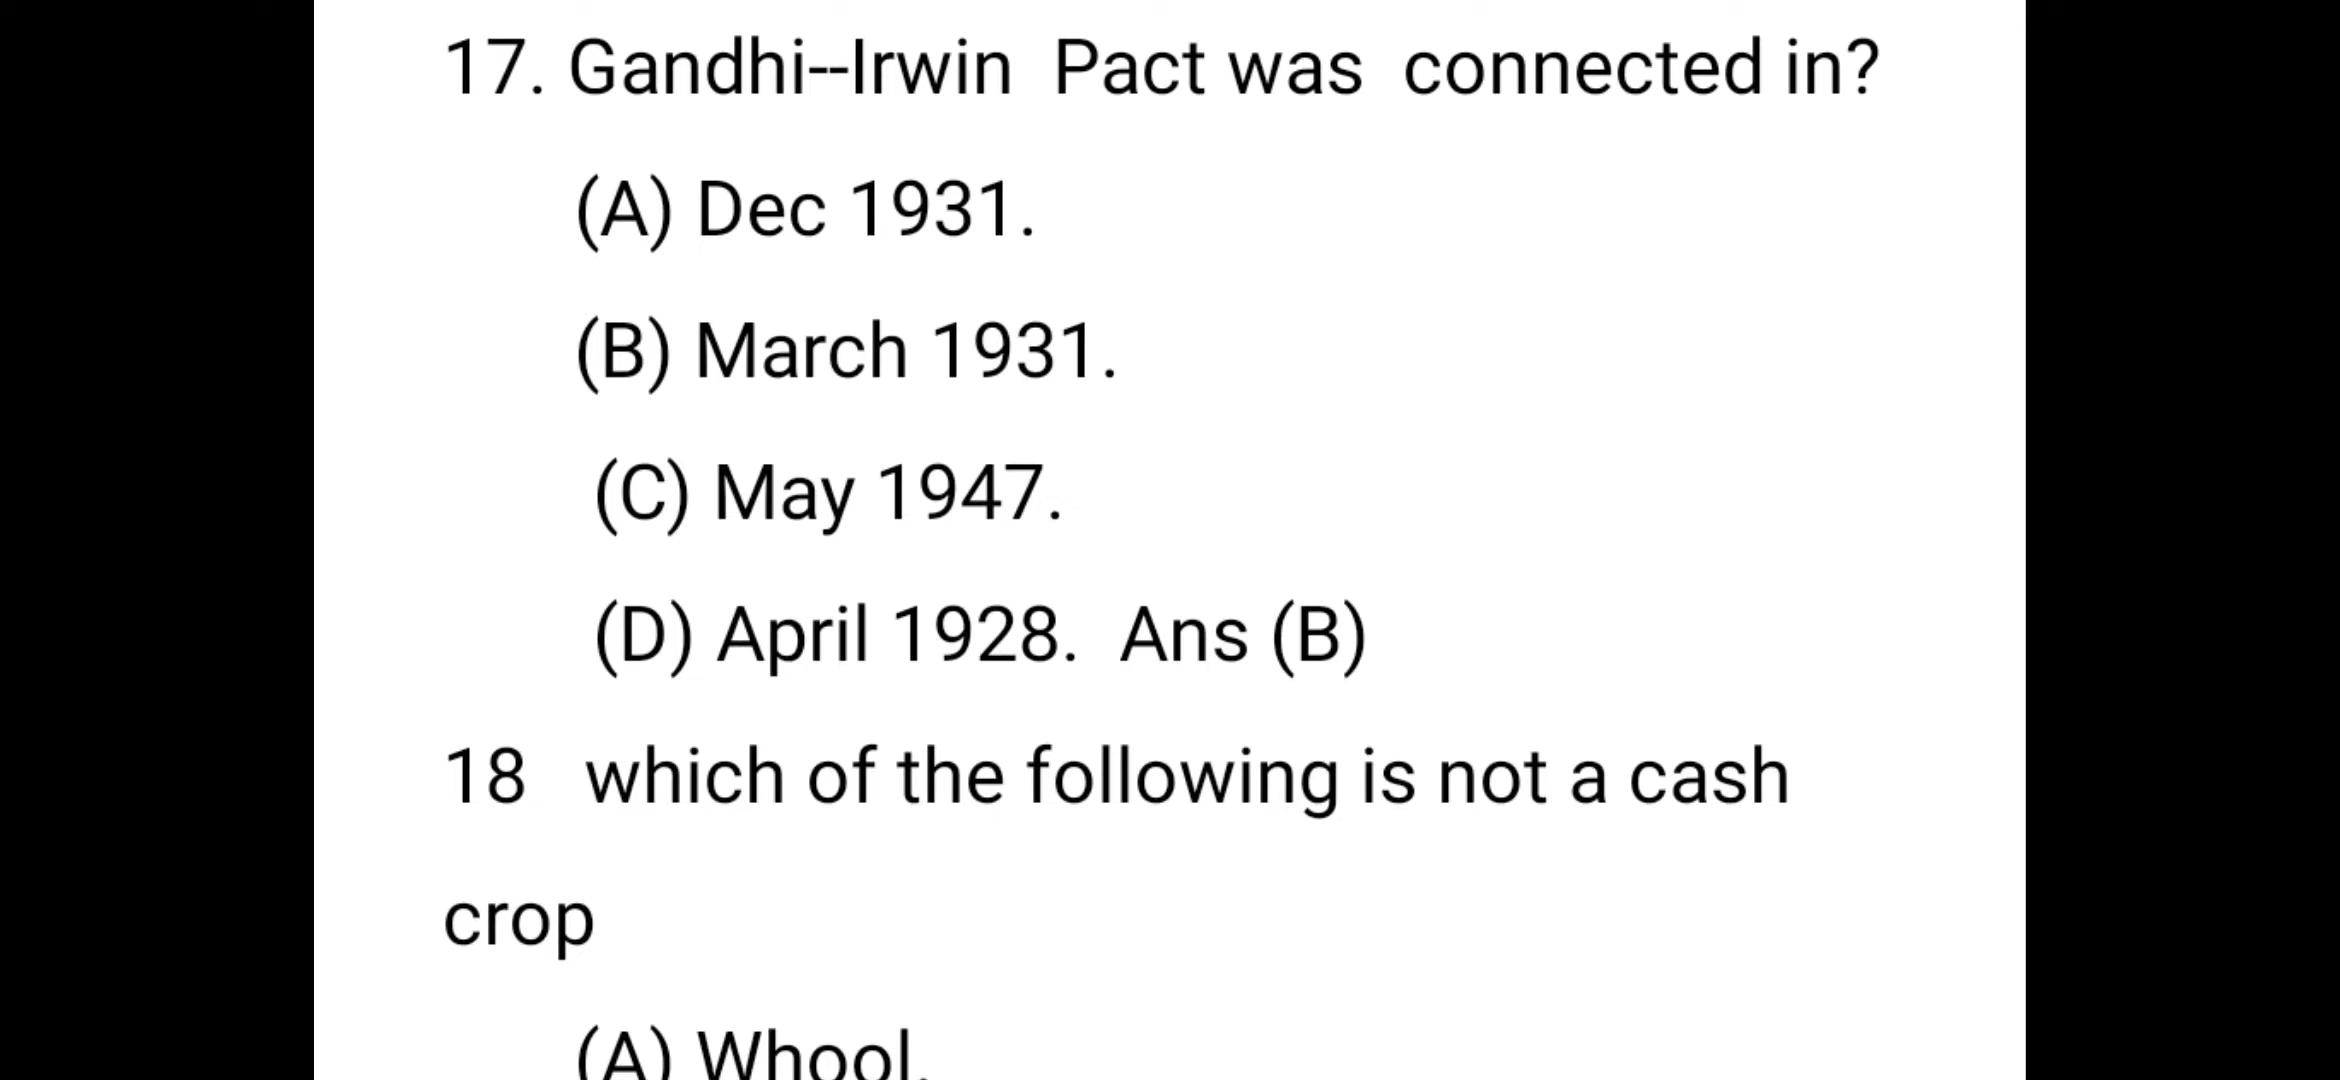 17. Gandhi--Irwin Pact was connected in?
(A) Dec 1931.
(B) March 1931.
(C) May 1947.
(D) April 1928. Ans (B)
18 which of the following is not a cash
crop
(A) Whool.